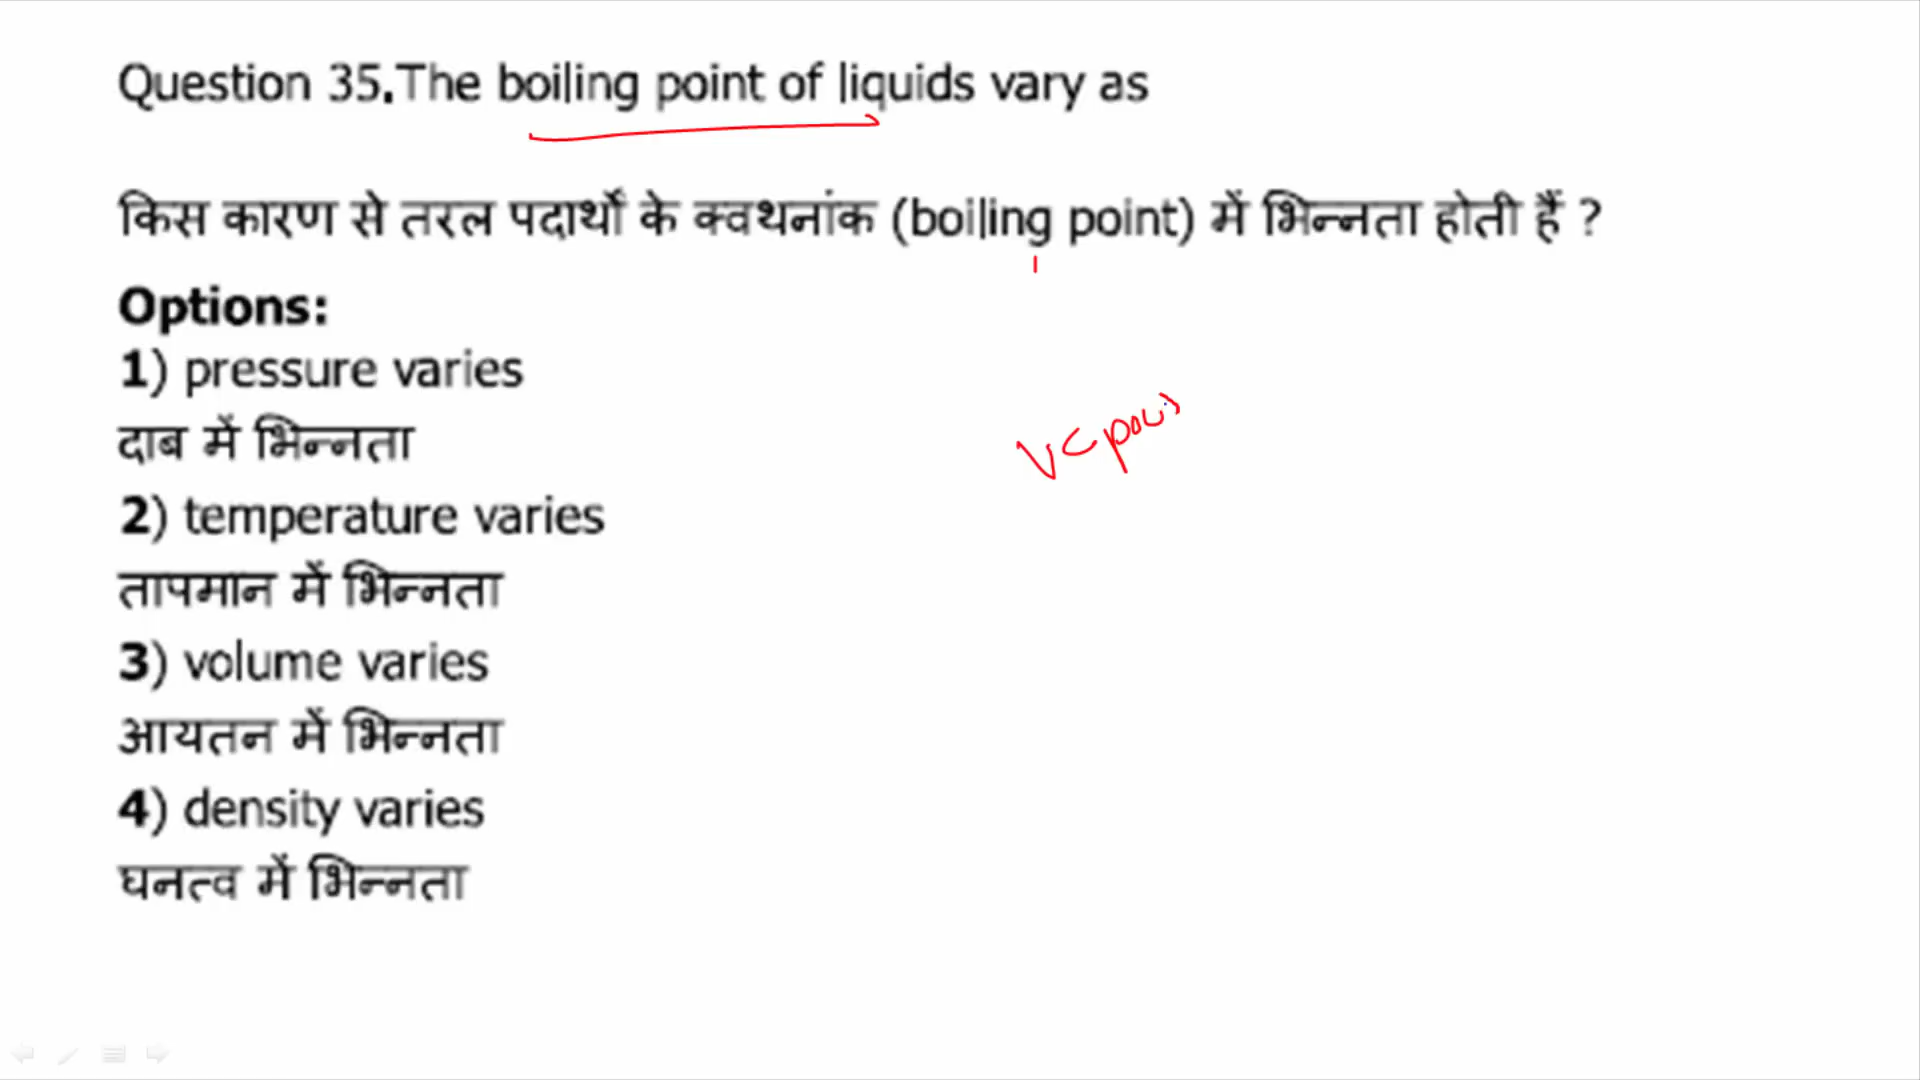 Question 35.The boiling point of liquids vary as
किस कारण से तरल पदार्थों के क्वथनांक (boiling point) में भिन्नता होती हैं ?
Options:
1) pressure varies
दाब में भिन्नता
2) temperature varies
तापमान में भिन्नता
3) volume varies
आयतन में भिन्नता
4) density varies
घनत्व में भिन्नता